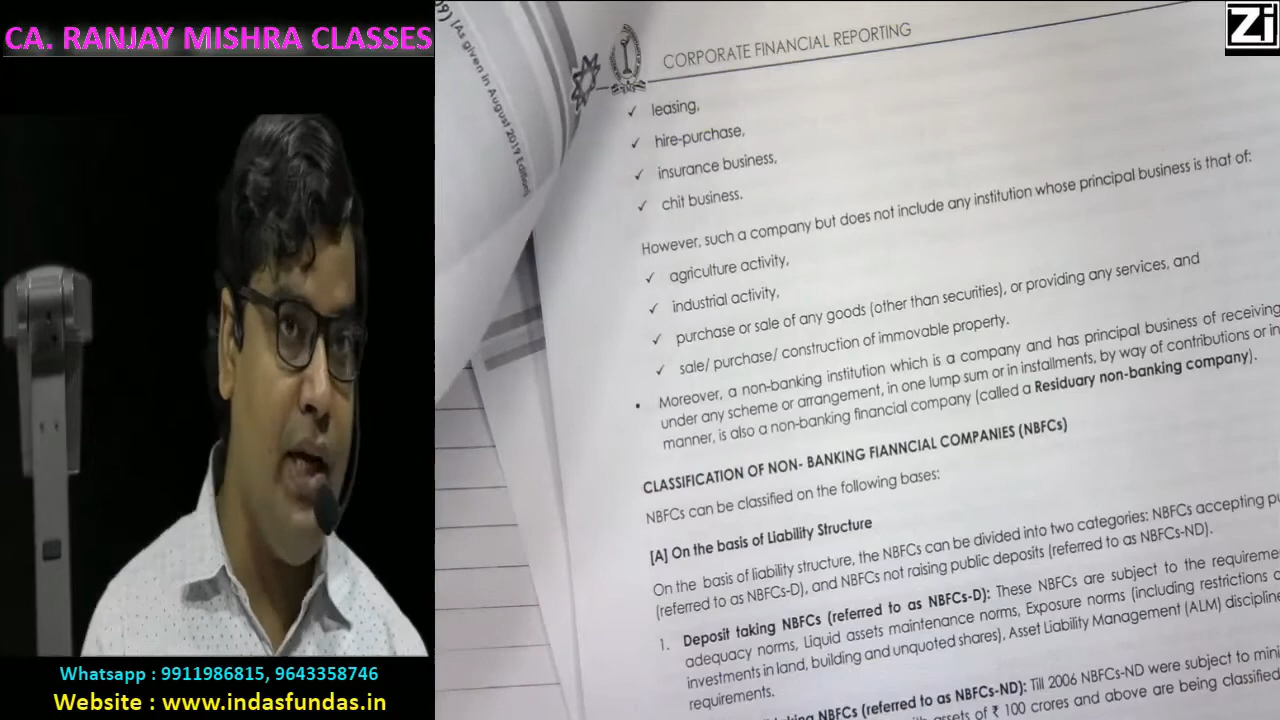 CA. RANJAY MISHRA CLASSES
Whatsapp : 9911986815, 9643358746
Website : www.indasfundas.in
Zi
(As given in August 2019 Edition)
CORPORATE FINANCIAL REPORTING
✓ leasing,
✓ hire-purchase,
✓ insurance business,
✓ chit business.
However, such a company but does not include any institution whose principal business is that of:
✓ agriculture activity,
✓ industrial activity,
✓ purchase or sale of any goods (other than securities), or providing any services, and
✓ sale/ purchase/ construction of immovable property.
• Moreover, a non-banking institution which is a company and has principal business of receiving
under any scheme or arrangement, in one lump sum or in installments, by way of contributions or in
manner, is also a non-banking financial company (called a Residuary non-banking company).
CLASSIFICATION OF NON- BANKING FIANNCIAL COMPANIES (NBFCs)
NBFCs can be classified on the following bases:
[A] On the basis of Liability Structure
On the basis of liability structure, the NBFCs can be divided into two categories: NBFCs accepting pu
(referred to as NBFCs-D), and NBFCs not raising public deposits (referred to as NBFCs-ND).
1. Deposit taking NBFCs (referred to as NBFCs-D): These NBFCs are subject to the requireme
adequacy norms, Liquid assets maintenance norms, Exposure norms (including restrictions o
investments in land, building and unquoted shares), Asset Liability Management (ALM) discipline
requirements.
NBFCs (referred to as NBFCs-ND): Till 2006 NBFCs-ND were subject to mini
assets of ₹ 100 crores and above are being classified